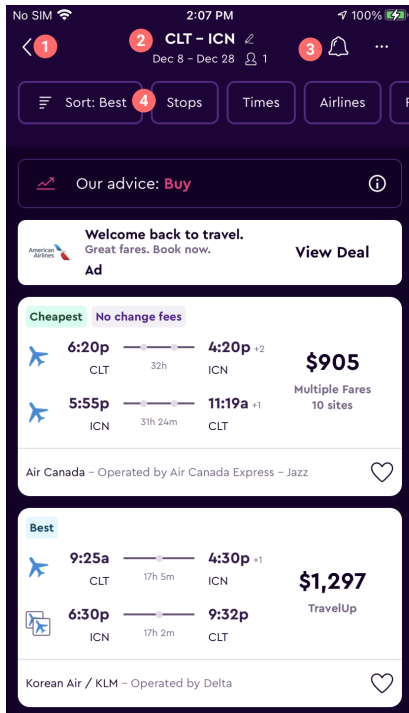 No SIM 2:07 PM 100%
1 2 CLT – ICN 3 ...
Dec 8 – Dec 28 1
Sort: Best 4 Stops Times Airlines F
Our advice: Buy
Welcome back to travel.
American Airlines Great fares. Book now. View Deal
Ad
Cheapest No change fees
6:20p 4:20p +2
CLT 32h ICN $905
Multiple Fares
5:55p 11:19a +1 10 sites
ICN 31h 24m CLT
Air Canada – Operated by Air Canada Express – Jazz
Best
9:25a 4:30p +1
CLT 17h 5m ICN $1,297
TravelUp
6:30p 9:32p
ICN 17h 2m CLT
Korean Air / KLM – Operated by Delta